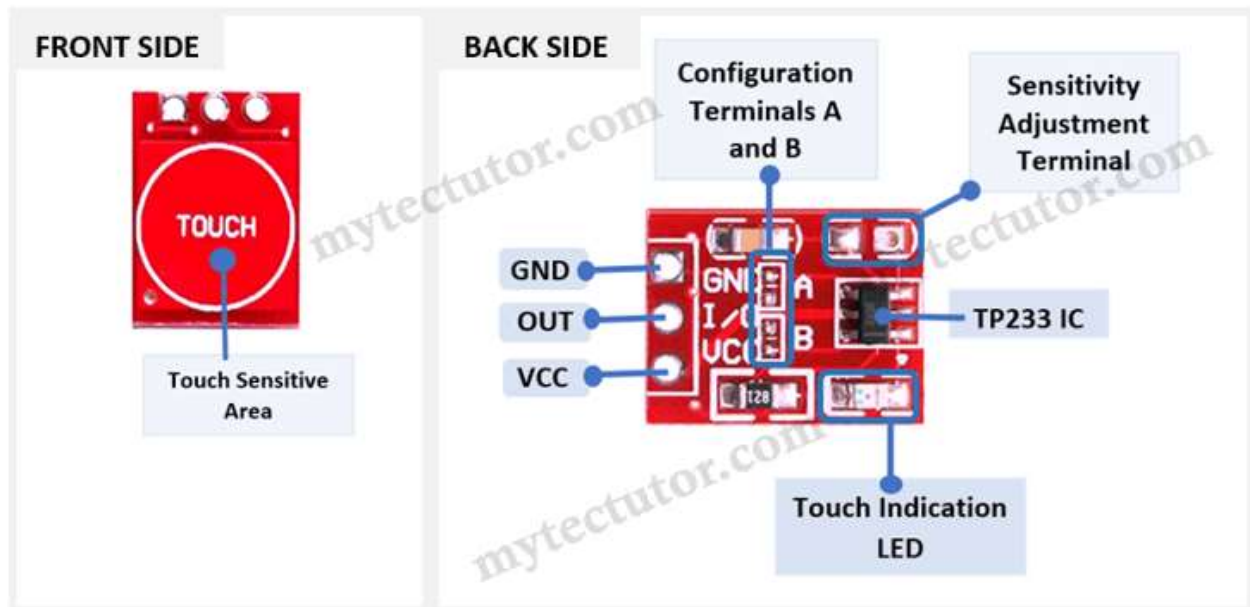 FRONT SIDE
TOUCH
Touch Sensitive
Area
BACK SIDE
Configuration
Terminals A
and B
Sensitivity
Adjustment
Terminal
GND
OUT
VCC
GND
A
I/O
B
VCC
821
TP233 IC
Touch Indication
LED
mytectutor.com
mytectutor.com
mytectutor.com